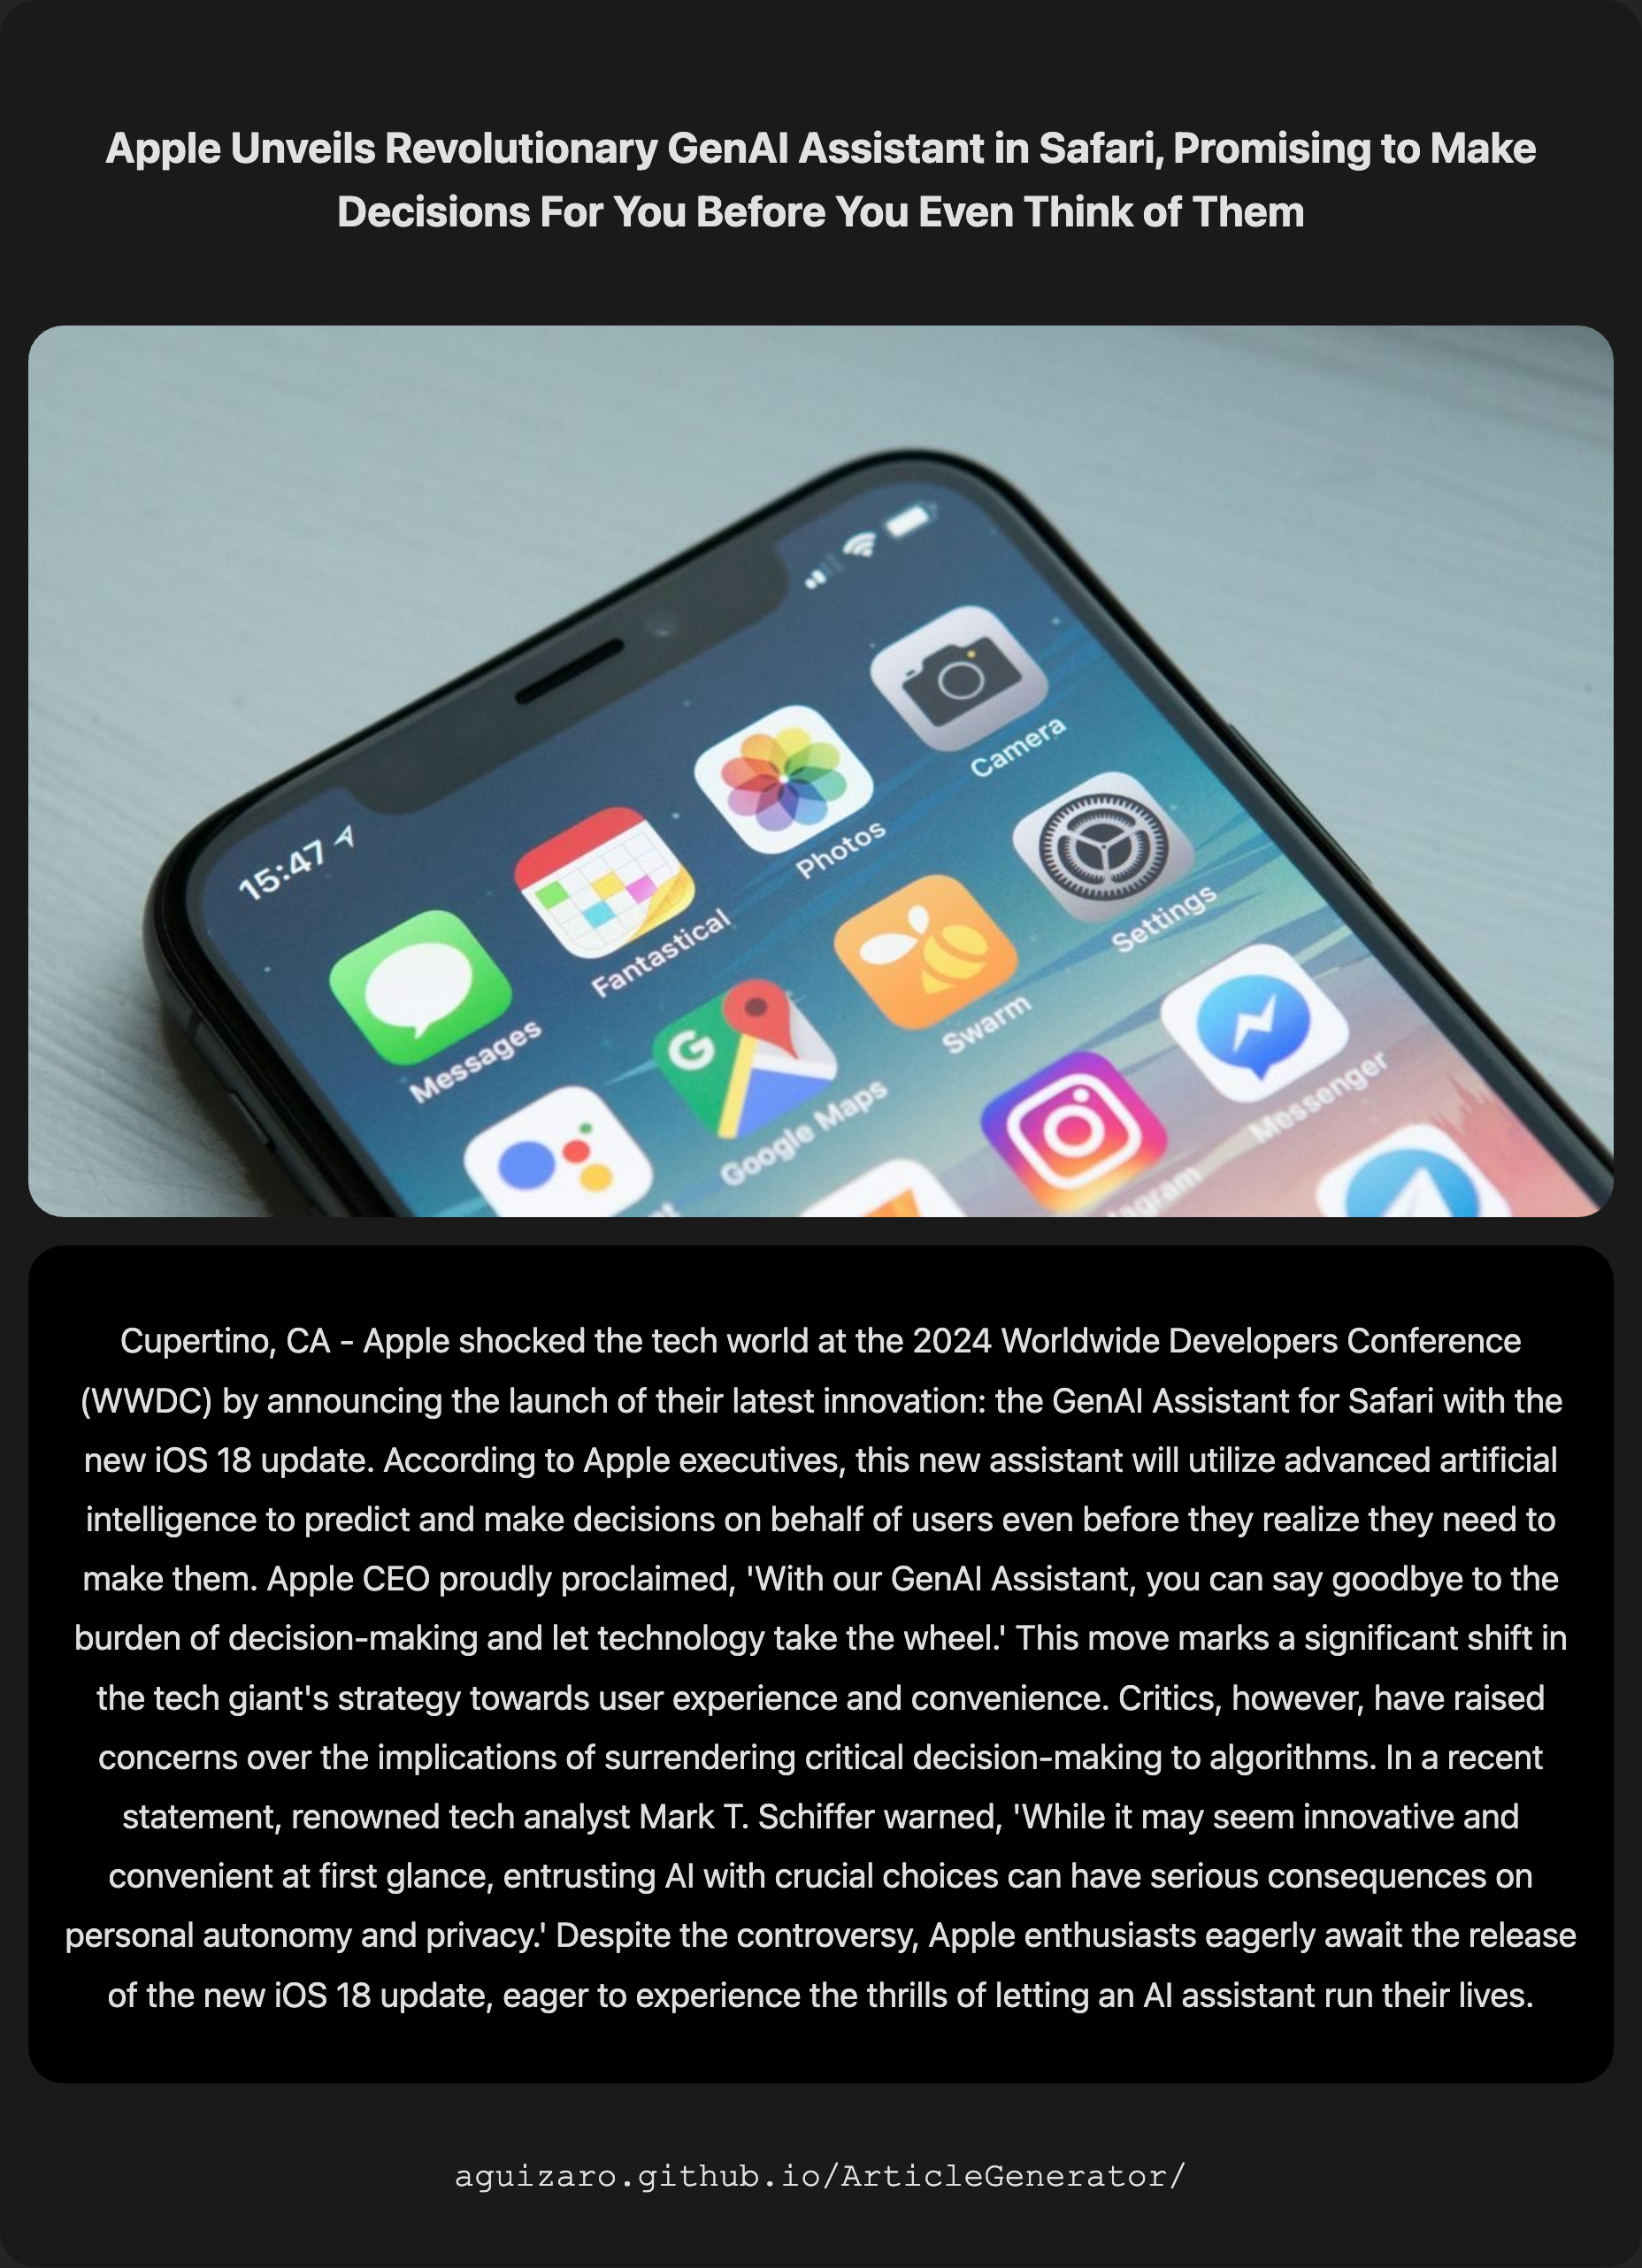 Apple Unveils Revolutionary GenAI Assistant in Safari, Promising to Make
Decisions For You Before You Even Think of Them
15:47
Camera
Photos
Fantastical
Messages
Settings
Swarm
Google Maps
Messenger
Cupertino, CA - Apple shocked the tech world at the 2024 Worldwide Developers Conference
(WWDC) by announcing the launch of their latest innovation: the GenAI Assistant for Safari with the
new iOS 18 update. According to Apple executives, this new assistant will utilize advanced artificial
intelligence to predict and make decisions on behalf of users even before they realize they need to
make them. Apple CEO proudly proclaimed, 'With our GenAI Assistant, you can say goodbye to the
burden of decision-making and let technology take the wheel.' This move marks a significant shift in
the tech giant's strategy towards user experience and convenience. Critics, however, have raised
concerns over the implications of surrendering critical decision-making to algorithms. In a recent
statement, renowned tech analyst Mark T. Schiffer warned, 'While it may seem innovative and
convenient at first glance, entrusting AI with crucial choices can have serious consequences on
personal autonomy and privacy.' Despite the controversy, Apple enthusiasts eagerly await the release
of the new iOS 18 update, eager to experience the thrills of letting an AI assistant run their lives.
aguizaro.github.io/ArticleGenerator/